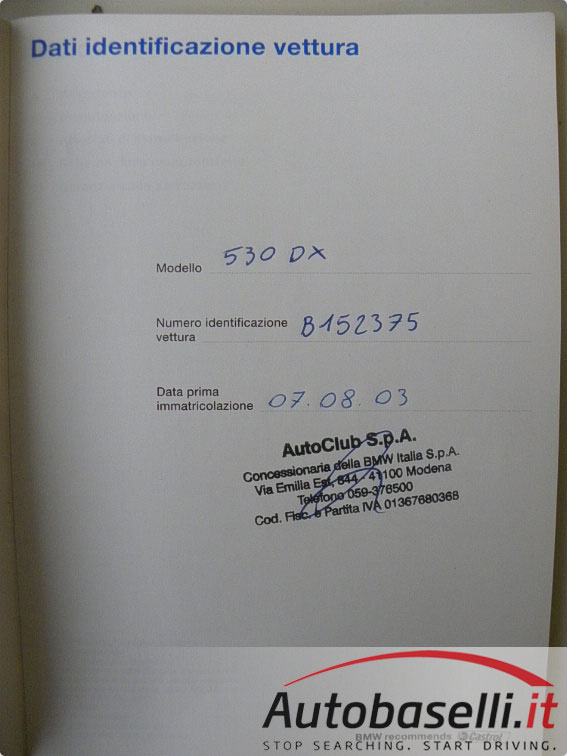 Dati identificazione vettura
Modello 530 DX
Numero identificazione
vettura B152375
Data prima
immatricolazione 07.08.03
AutoClub S.p.A.
Concessionaria della BMW Italia S.p.A.
Via Emilia Est, 844 - 41100 Modena
Telefono 059-376500
Cod. Fisc. e Partita IVA 01367680368
Autobaselli.it
BMW recommends Castrol
STOP SEARCHING. START DRIVING.